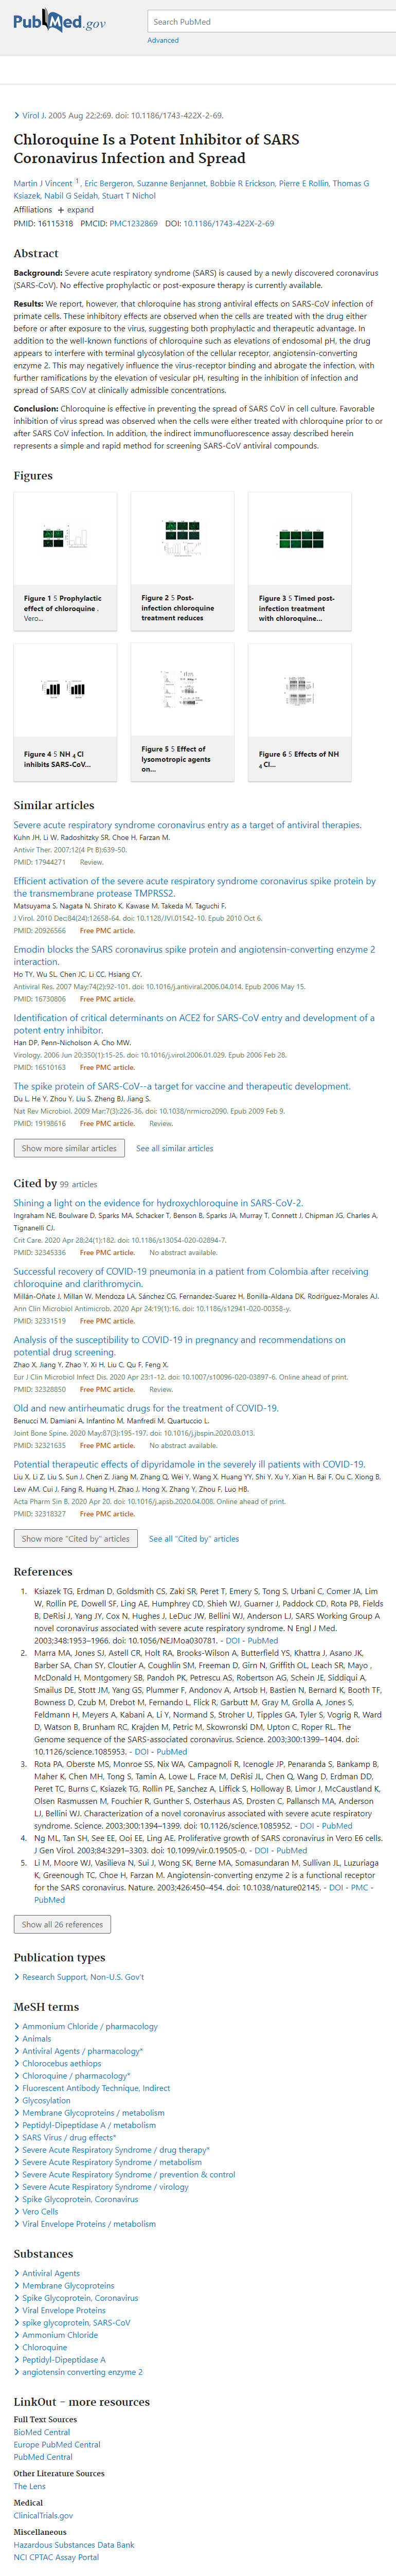 PubMed.gov
Search PubMed
Advanced
Virol J. 2005 Aug 22;2:69. doi: 10.1186/1743-422X-2-69.
Chloroquine Is a Potent Inhibitor of SARS
Coronavirus Infection and Spread
Martin J Vincent 1, Eric Bergeron, Suzanne Benjannet, Bobbie R Erickson, Pierre E Rollin, Thomas G
Ksiazek, Nabil G Seidah, Stuart T Nichol
Affiliations + expand
PMID: 16115318 PMCID: PMC1232869 DOI: 10.1186/1743-422X-2-69
Abstract
Background: Severe acute respiratory syndrome (SARS) is caused by a newly discovered coronavirus
(SARS-CoV). No effective prophylactic or post-exposure therapy is currently available.
Results: We report, however, that chloroquine has strong antiviral effects on SARS-CoV infection of
primate cells. These inhibitory effects are observed when the cells are treated with the drug either
before or after exposure to the virus, suggesting both prophylactic and therapeutic advantage. In
addition to the well-known functions of chloroquine such as elevations of endosomal pH, the drug
appears to interfere with terminal glycosylation of the cellular receptor, angiotensin-converting
enzyme 2. This may negatively influence the virus-receptor binding and abrogate the infection, with
further ramifications by the elevation of vesicular pH, resulting in the inhibition of infection and
spread of SARS CoV at clinically admissible concentrations.
Conclusion: Chloroquine is effective in preventing the spread of SARS CoV in cell culture. Favorable
inhibition of virus spread was observed when the cells were either treated with chloroquine prior to or
after SARS CoV infection. In addition, the indirect immunofluorescence assay described herein
represents a simple and rapid method for screening SARS-CoV antiviral compounds.
Figures
Figure 1 5 Prophylactic
effect of chloroquine .
Vero...
Figure 2 5 Post-
infection chloroquine
treatment reduces
Figure 3 5 Timed post-
infection treatment
with chloroquine...
Figure 4 5 NH 4 Cl
inhibits SARS-CoV...
Figure 5 5 Effect of
lysomotropic agents
on...
Figure 6 5 Effects of NH
4 Cl...
Similar articles
Severe acute respiratory syndrome coronavirus entry as a target of antiviral therapies.
Kuhn JH, Li W, Radoshitzky SR, Choe H, Farzan M.
Antivir Ther. 2007;12(4 Pt B):639-50.
PMID: 17944271 Review.
Efficient activation of the severe acute respiratory syndrome coronavirus spike protein by
the transmembrane protease TMPRSS2.
Matsuyama S, Nagata N, Shirato K, Kawase M, Takeda M, Taguchi F.
J Virol. 2010 Dec;84(24):12658-64. doi: 10.1128/JVI.01542-10. Epub 2010 Oct 6.
PMID: 20926566 Free PMC article.
Emodin blocks the SARS coronavirus spike protein and angiotensin-converting enzyme 2
interaction.
Ho TY, Wu SL, Chen JC, Li CC, Hsiang CY.
Antiviral Res. 2007 May;74(2):92-101. doi: 10.1016/j.antiviral.2006.04.014. Epub 2006 May 15.
PMID: 16730806 Free PMC article.
Identification of critical determinants on ACE2 for SARS-CoV entry and development of a
potent entry inhibitor.
Han DP, Penn-Nicholson A, Cho MW.
Virology. 2006 Jun 20;350(1):15-25. doi: 10.1016/j.virol.2006.01.029. Epub 2006 Feb 28.
PMID: 16510163 Free PMC article.
The spike protein of SARS-CoV--a target for vaccine and therapeutic development.
Du L, He Y, Zhou Y, Liu S, Zheng BJ, Jiang S.
Nat Rev Microbiol. 2009 Mar;7(3):226-36. doi: 10.1038/nrmicro2090. Epub 2009 Feb 9.
PMID: 19198616 Free PMC article. Review.
Show more similar articles See all similar articles
Cited by 99 articles
Shining a light on the evidence for hydroxychloroquine in SARS-CoV-2.
Ingraham NE, Boulware D, Sparks MA, Schacker T, Benson B, Sparks JA, Murray T, Connett J, Chipman JG, Charles A,
Tignanelli CJ.
Crit Care. 2020 Apr 28;24(1):182. doi: 10.1186/s13054-020-02894-7.
PMID: 32345336 Free PMC article. No abstract available.
Successful recovery of COVID-19 pneumonia in a patient from Colombia after receiving
chloroquine and clarithromycin.
Millán-Oñate J, Millan W, Mendoza LA, Sánchez CG, Fernandez-Suarez H, Bonilla-Aldana DK, Rodríguez-Morales AJ.
Ann Clin Microbiol Antimicrob. 2020 Apr 24;19(1):16. doi: 10.1186/s12941-020-00358-y.
PMID: 32331519 Free PMC article.
Analysis of the susceptibility to COVID-19 in pregnancy and recommendations on
potential drug screening.
Zhao X, Jiang Y, Zhao Y, Xi H, Liu C, Qu F, Feng X.
Eur J Clin Microbiol Infect Dis. 2020 Apr 23:1-12. doi: 10.1007/s10096-020-03897-6. Online ahead of print.
PMID: 32328850 Free PMC article. Review.
Old and new antirheumatic drugs for the treatment of COVID-19.
Benucci M, Damiani A, Infantino M, Manfredi M, Quartuccio L.
Joint Bone Spine. 2020 May;87(3):195-197. doi: 10.1016/j.jbspin.2020.03.013.
PMID: 32321635 Free PMC article. No abstract available.
Potential therapeutic effects of dipyridamole in the severely ill patients with COVID-19.
Liu X, Li Z, Liu S, Sun J, Chen Z, Jiang M, Zhang Q, Wei Y, Wang X, Huang YY, Shi Y, Xu Y, Xian H, Bai F, Ou C, Xiong B,
Lew AM, Cui J, Fang R, Huang H, Zhao J, Hong X, Zhang Y, Zhou F, Luo HB.
Acta Pharm Sin B. 2020 Apr 20. doi: 10.1016/j.apsb.2020.04.008. Online ahead of print.
PMID: 32318327 Free PMC article.
Show more "Cited by" articles See all "Cited by" articles
References
1. Ksiazek TG, Erdman D, Goldsmith CS, Zaki SR, Peret T, Emery S, Tong S, Urbani C, Comer JA, Lim
W, Rollin PE, Dowell SF, Ling AE, Humphrey CD, Shieh WJ, Guarner J, Paddock CD, Rota PB, Fields
B, DeRisi J, Yang JY, Cox N, Hughes J, LeDuc JW, Bellini WJ, Anderson LJ, SARS Working Group A
novel coronavirus associated with severe acute respiratory syndrome. N Engl J Med.
2003;348:1953–1966. doi: 10.1056/NEJMoa030781. - DOI - PubMed
2. Marra MA, Jones SJ, Astell CR, Holt RA, Brooks-Wilson A, Butterfield YS, Khattra J, Asano JK,
Barber SA, Chan SY, Cloutier A, Coughlin SM, Freeman D, Girn N, Griffith OL, Leach SR, Mayo ,
McDonald H, Montgomery SB, Pandoh PK, Petrescu AS, Robertson AG, Schein JE, Siddiqui A,
Smailus DE, Stott JM, Yang GS, Plummer F, Andonov A, Artsob H, Bastien N, Bernard K, Booth TF,
Bowness D, Czub M, Drebot M, Fernando L, Flick R, Garbutt M, Gray M, Grolla A, Jones S,
Feldmann H, Meyers A, Kabani A, Li Y, Normand S, Stroher U, Tipples GA, Tyler S, Vogrig R, Ward
D, Watson B, Brunham RC, Krajden M, Petric M, Skowronski DM, Upton C, Roper RL. The
Genome sequence of the SARS-associated coronavirus. Science. 2003;300:1399–1404. doi:
10.1126/science.1085953. - DOI - PubMed
3. Rota PA, Oberste MS, Monroe SS, Nix WA, Campagnoli R, Icenogle JP, Penaranda S, Bankamp B,
Maher K, Chen MH, Tong S, Tamin A, Lowe L, Frace M, DeRisi JL, Chen Q, Wang D, Erdman DD,
Peret TC, Burns C, Ksiazek TG, Rollin PE, Sanchez A, Liffick S, Holloway B, Limor J, McCaustland K,
Olsen Rasmussen M, Fouchier R, Gunther S, Osterhaus AS, Drosten C, Pallansch MA, Anderson
LJ, Bellini WJ. Characterization of a novel coronavirus associated with severe acute respiratory
syndrome. Science. 2003;300:1394–1399. doi: 10.1126/science.1085952. - DOI - PubMed
4. Ng ML, Tan SH, See EE, Ooi EE, Ling AE. Proliferative growth of SARS coronavirus in Vero E6 cells.
J Gen Virol. 2003;84:3291–3303. doi: 10.1099/vir.0.19505-0. - DOI - PubMed
5. Li M, Moore WJ, Vasilieva N, Sui J, Wong SK, Berne MA, Somasundaran M, Sullivan JL, Luzuriaga
K, Greenough TC, Choe H, Farzan M. Angiotensin-converting enzyme 2 is a functional receptor
for the SARS coronavirus. Nature. 2003;426:450–454. doi: 10.1038/nature02145. - DOI - PMC -
PubMed
Show all 26 references
Publication types
Research Support, Non-U.S. Gov't
MeSH terms
Ammonium Chloride / pharmacology
Animals
Antiviral Agents / pharmacology*
Chlorocebus aethiops
Chloroquine / pharmacology*
Fluorescent Antibody Technique, Indirect
Glycosylation
Membrane Glycoproteins / metabolism
Peptidyl-Dipeptidase A / metabolism
SARS Virus / drug effects*
Severe Acute Respiratory Syndrome / drug therapy*
Severe Acute Respiratory Syndrome / metabolism
Severe Acute Respiratory Syndrome / prevention & control
Severe Acute Respiratory Syndrome / virology
Spike Glycoprotein, Coronavirus
Vero Cells
Viral Envelope Proteins / metabolism
Substances
Antiviral Agents
Membrane Glycoproteins
Spike Glycoprotein, Coronavirus
Viral Envelope Proteins
spike glycoprotein, SARS-CoV
Ammonium Chloride
Chloroquine
Peptidyl-Dipeptidase A
angiotensin converting enzyme 2
LinkOut - more resources
Full Text Sources
BioMed Central
Europe PubMed Central
PubMed Central
Other Literature Sources
The Lens
Medical
ClinicalTrials.gov
Miscellaneous
Hazardous Substances Data Bank
NCI CPTAC Assay Portal